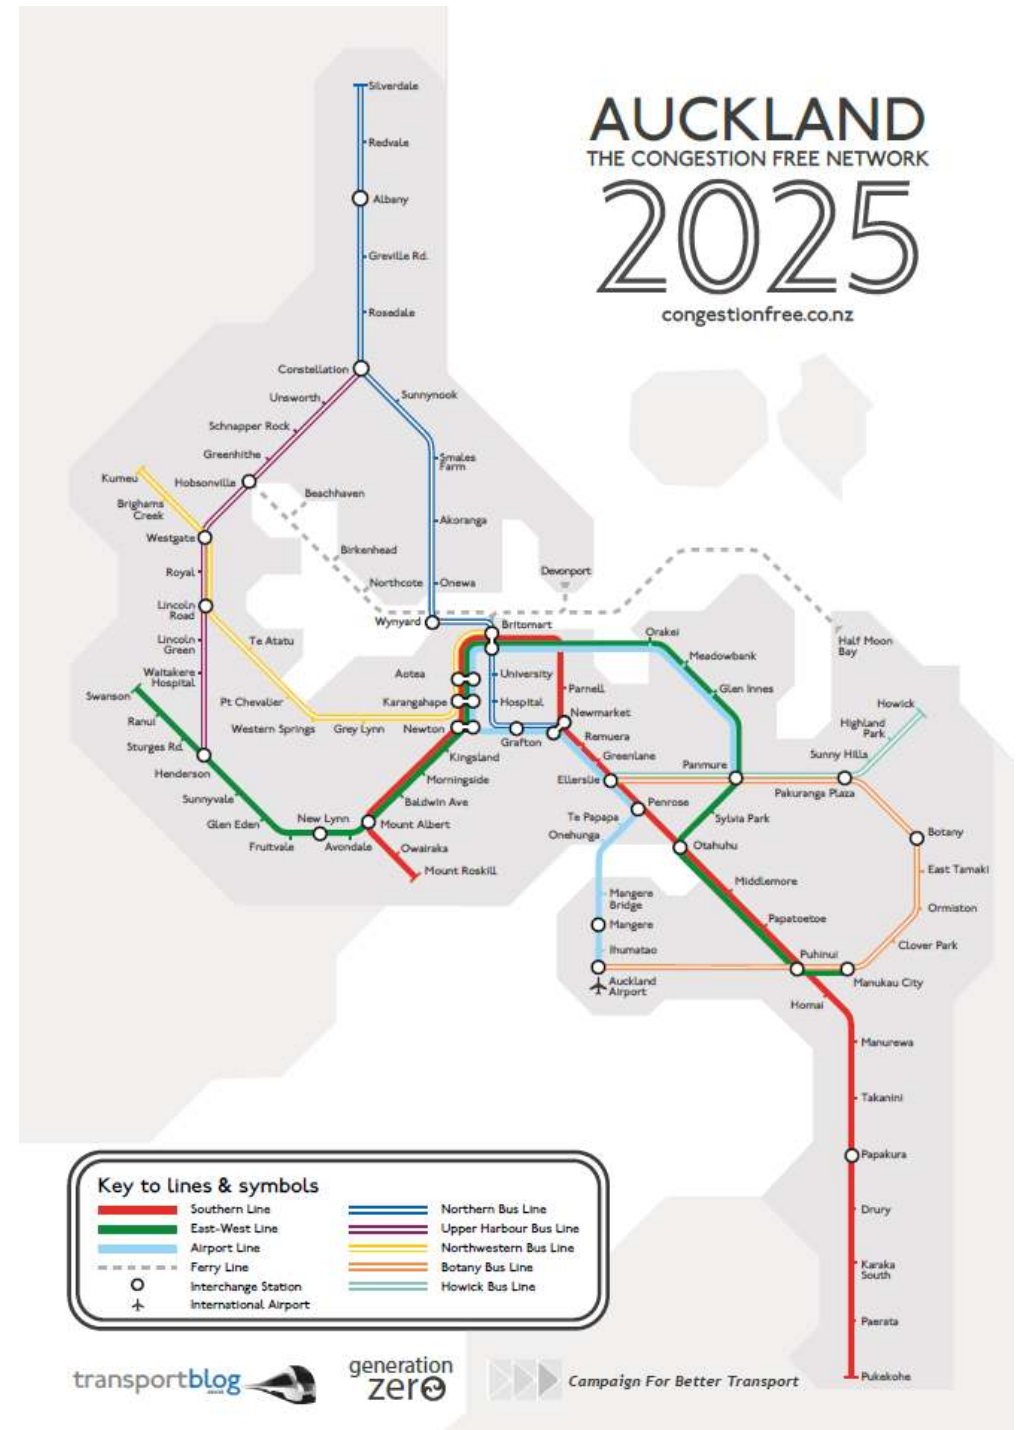 AUCKLAND
THE CONGESTION FREE NETWORK
2025
congestionfree.co.nz
Silverdale
Redvale
Albany
Greville Rd.
Rosedale
Constellation
Unsworth
Sunnynook
Schnapper Rock
Greenhithe
Smales
Farm
Kumeu
Hobsonville
Beachhaven
Brighams
Creek
Akoranga
Westgate
Birkenhead
Royal
Northcote
Onewa
Devonport
Lincoln
Road
Wynyard
Britomart
Lincoln
Green
Te Atatu
Orakei
Half Moon
Bay
Waitakere
Hospital
Aotea
University
Meadowbank
Swanson
Parnell
Glen Innes
Pt Chevalier
Karangahape
Hospital
Howick
Ranui
Western Springs
Grey Lynn
Newton
Newmarket
Highland
Park
Sturges Rd.
Grafton
Remuera
Kingsland
Greenlane
Sunny Hills
Henderson
Panmure
Morningside
Ellerslie
Pakuranga Plaza
Sunnyvale
Baldwin Ave
Penrose
Glen Eden
New Lynn
Mount Albert
Te Papapa
Sylvia Park
Botany
Fruitvale
Avondale
Owairaka
Onehunga
Otahuhu
Mount Roskill
East Tamaki
Middlemore
Mangere
Bridge
Ormiston
Mangere
Papatoetoe
Ihumatao
Clover Park
Puhinui
Auckland
Airport
Manukau City
Homai
Manurewa
Takanini
Papakura
Drury
Karaka
South
Paerata
Pukekohe
Key to lines & symbols
Southern Line
East-West Line
Airport Line
Ferry Line
Interchange Station
International Airport
Northern Bus Line
Upper Harbour Bus Line
Northwestern Bus Line
Botany Bus Line
Howick Bus Line
transportblog
generation
zero
Campaign For Better Transport